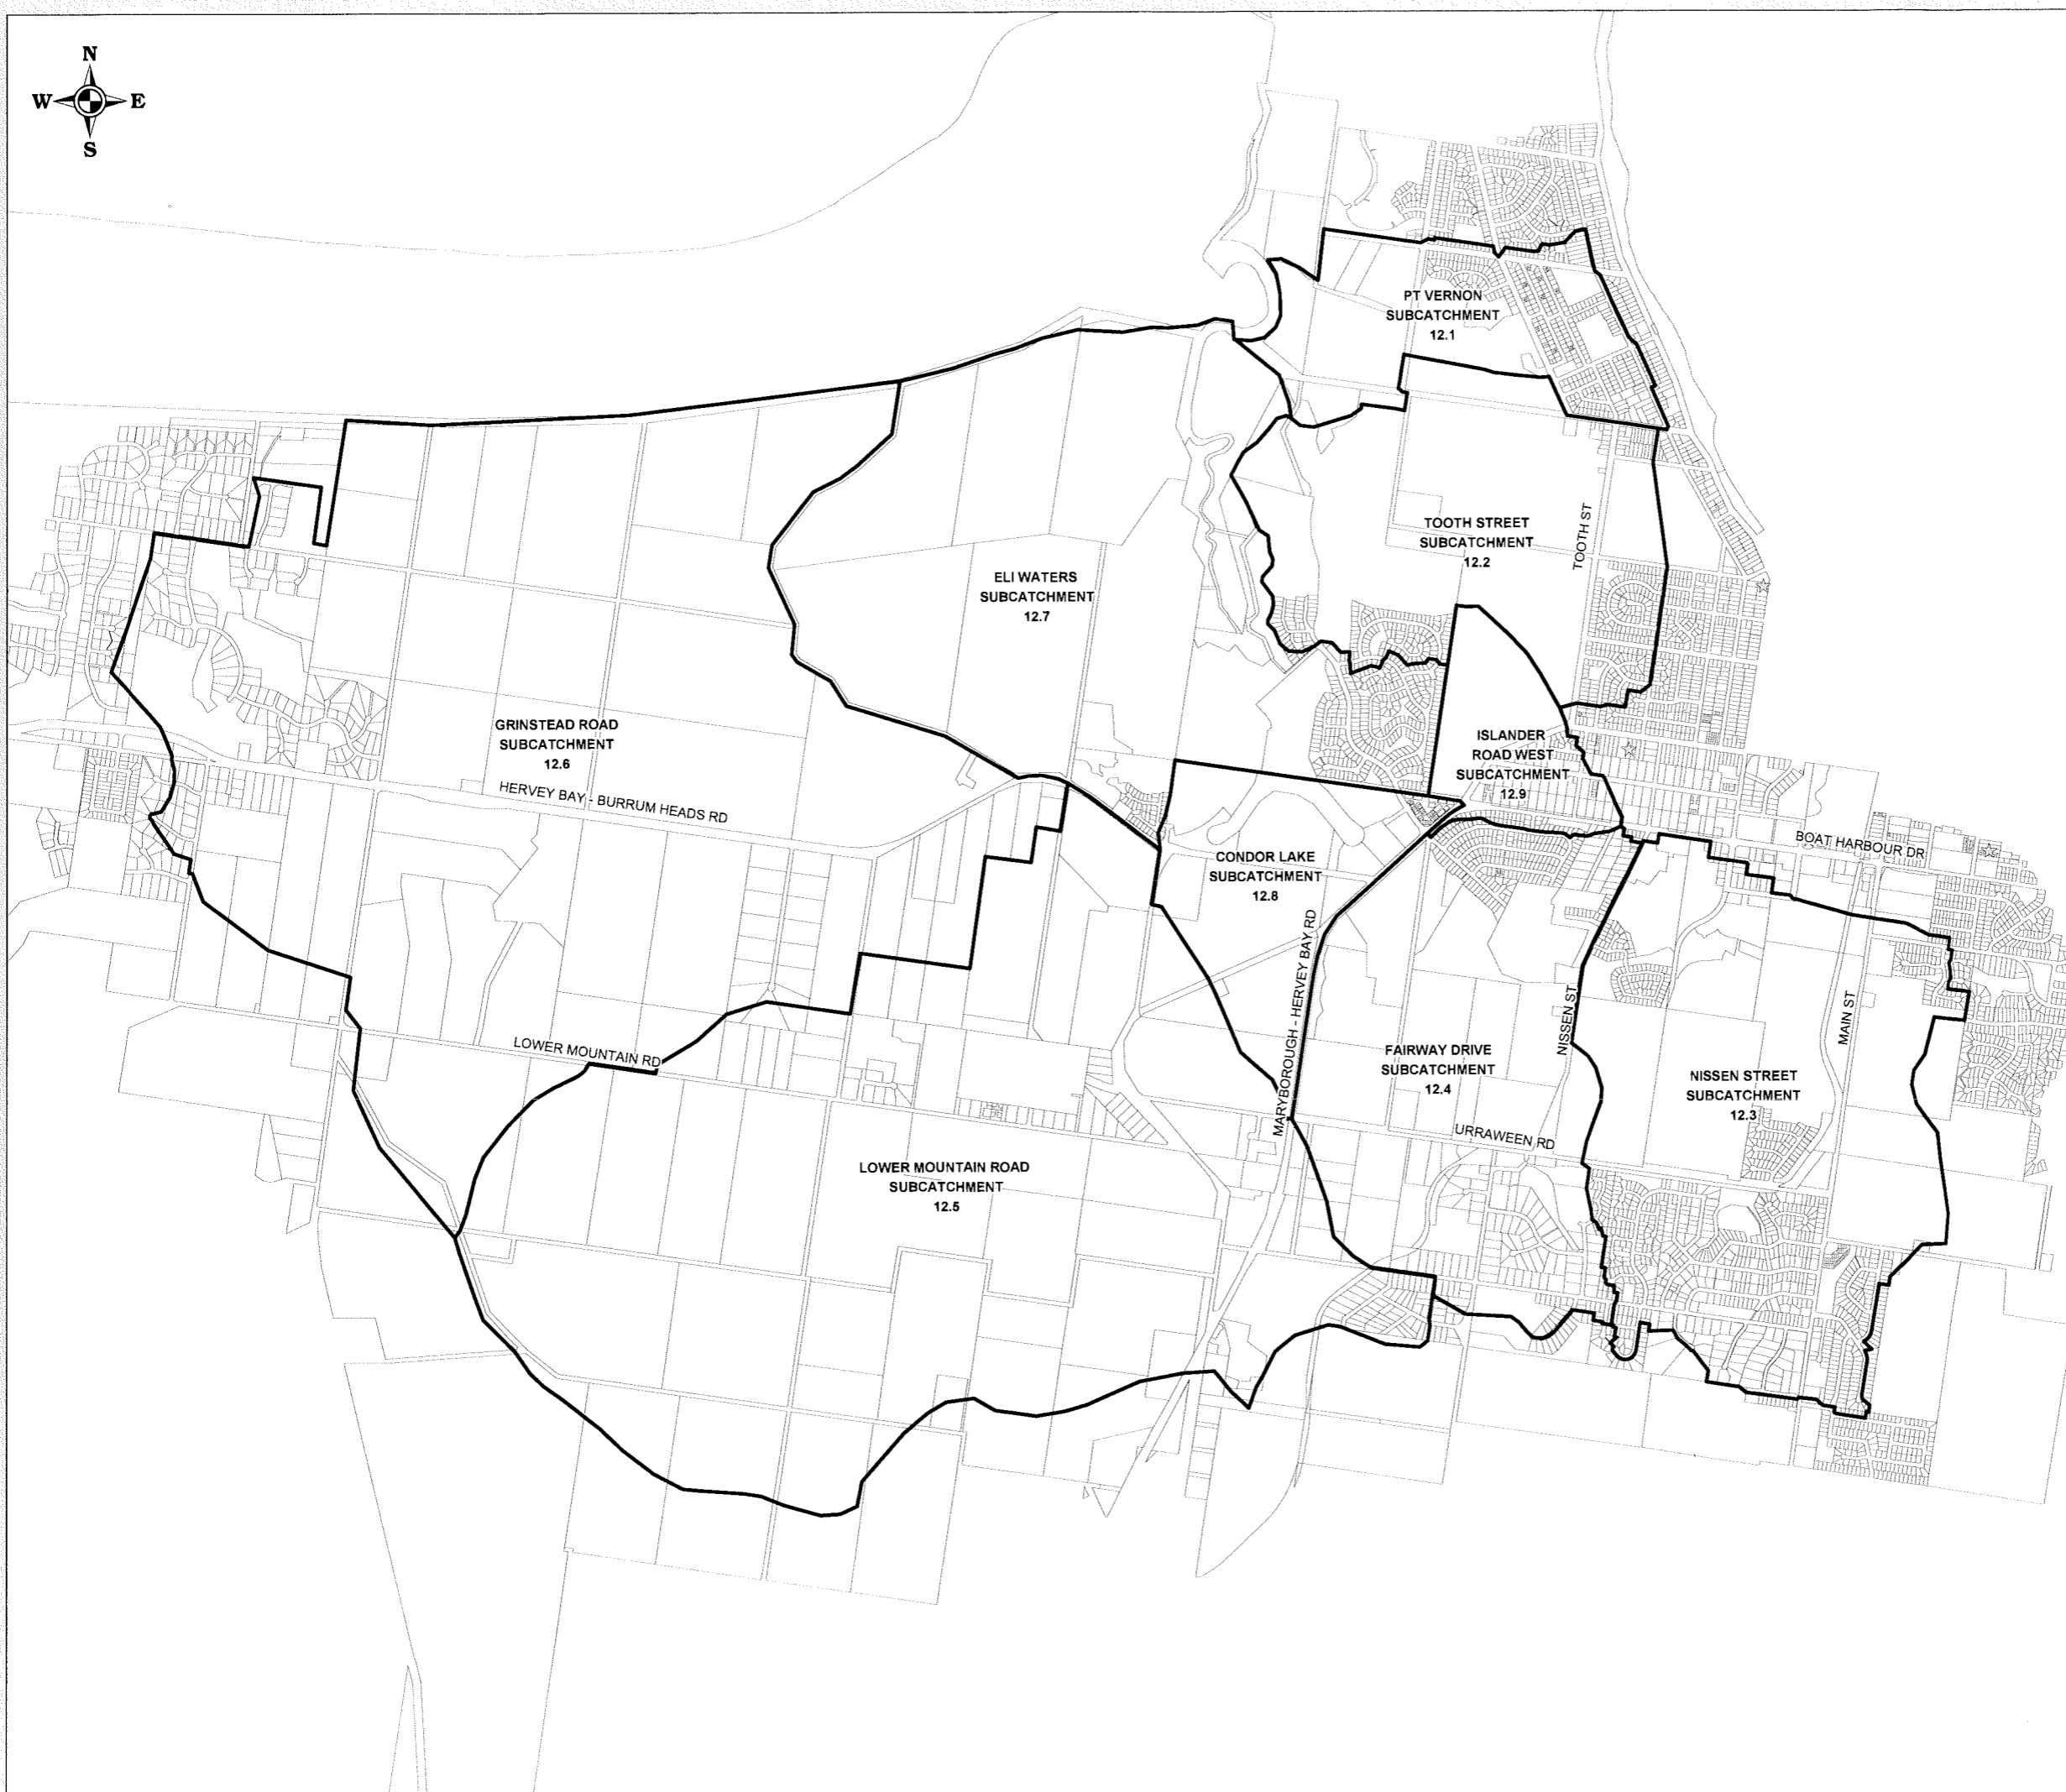 N
W E
S
PT VERNON
SUBCATCHMENT
12.1
TOOTH STREET
SUBCATCHMENT
12.2
TOOTH ST
ELI WATERS
SUBCATCHMENT
12.7
GRINSTEAD ROAD
SUBCATCHMENT
12.6
HERVEY BAY - BURRUM HEADS RD
ISLANDER
ROAD WEST
SUBCATCHMENT
12.9
BOAT HARBOUR DR
CONDOR LAKE
SUBCATCHMENT
12.8
MARYBOROUGH - HERVEY BAY RD
NISSEN ST
MAIN ST
LOWER MOUNTAIN RD
FAIRWAY DRIVE
SUBCATCHMENT
12.4
NISSEN STREET
SUBCATCHMENT
12.3
URRAWEEN RD
LOWER MOUNTAIN ROAD
SUBCATCHMENT
12.5